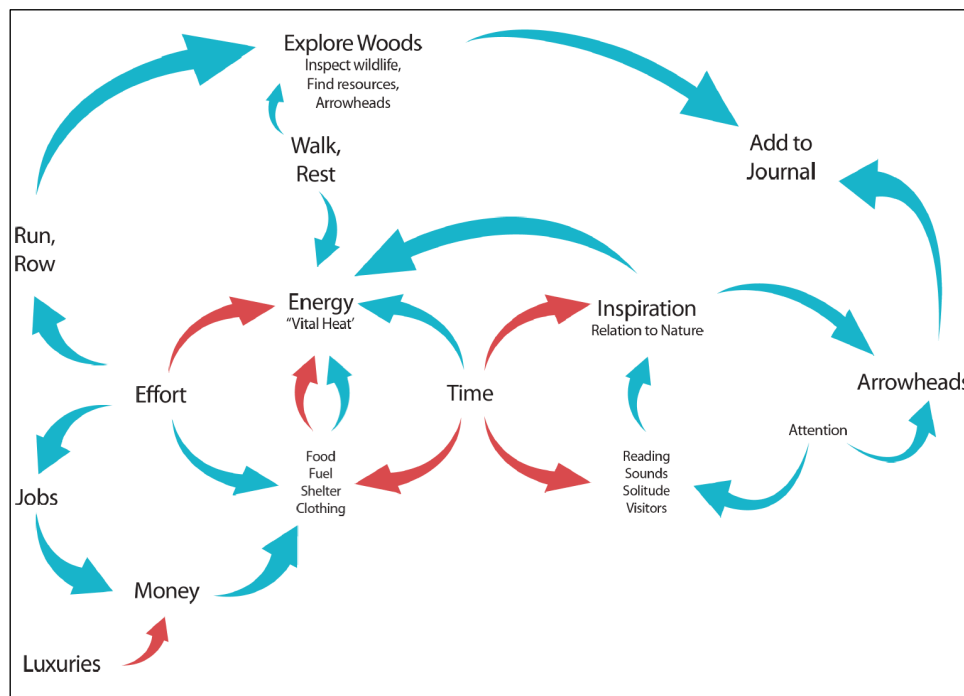 Explore Woods
Inspect wildlife,
Find resources,
Arrowheads
Walk,
Rest
Add to
Journal
Run,
Row
Energy
"Vital Heat'
Inspiration
Relation to Nature
Effort
Time
Arrowheads
Attention
Food
Fuel
Shelter
Clothing
Reading
Sounds
Solitude
Visitors
Jobs
Money
Luxuries